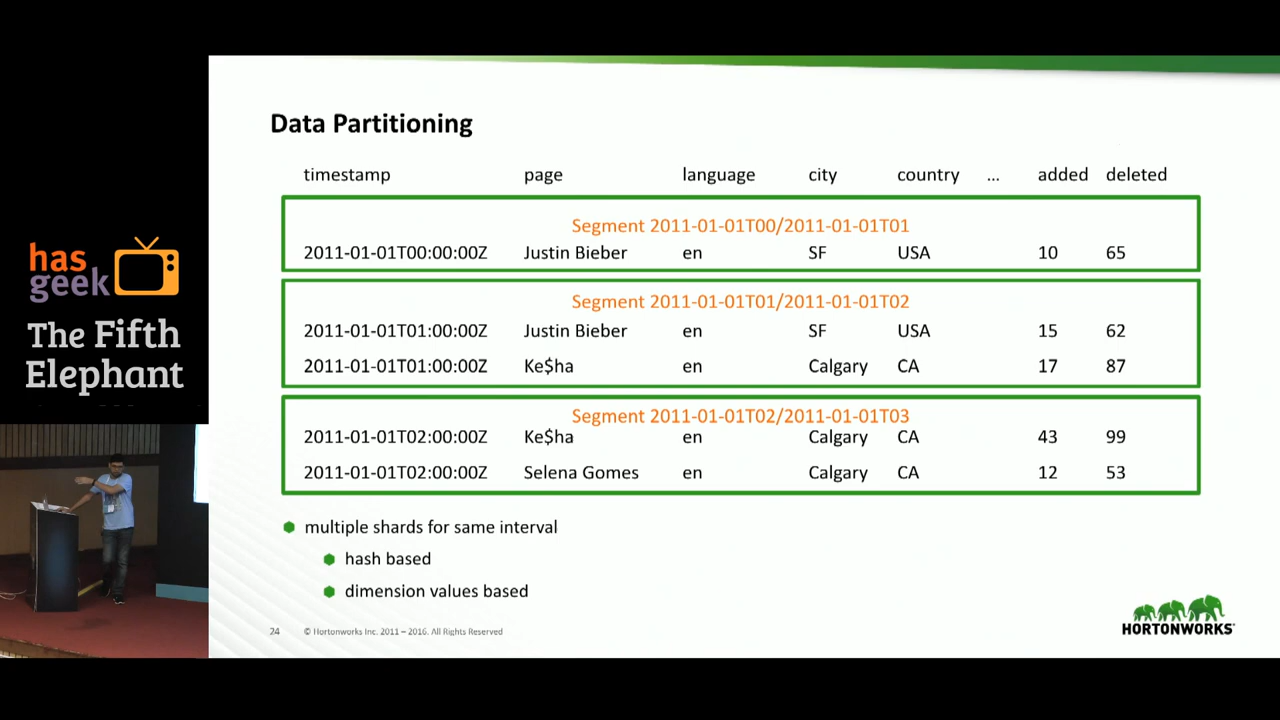 Data Partitioning
timestamp page language city country ... added deleted
Segment 2011-01-01T00/2011-01-01T01
2011-01-01T00:00:00Z Justin Bieber en SF USA 10 65
Segment 2011-01-01T01/2011-01-01T02
2011-01-01T01:00:00Z Justin Bieber en SF USA 15 62
2011-01-01T01:00:00Z Ke$ha en Calgary CA 17 87
Segment 2011-01-01T02/2011-01-01T03
2011-01-01T02:00:00Z Ke$ha en Calgary CA 43 99
2011-01-01T02:00:00Z Selena Gomes en Calgary CA 12 53
multiple shards for same interval
hash based
dimension values based
24 © Hortonworks Inc. 2011 – 2016. All Rights Reserved
HORTONWORKS
has
geek
The Fifth
Elephant